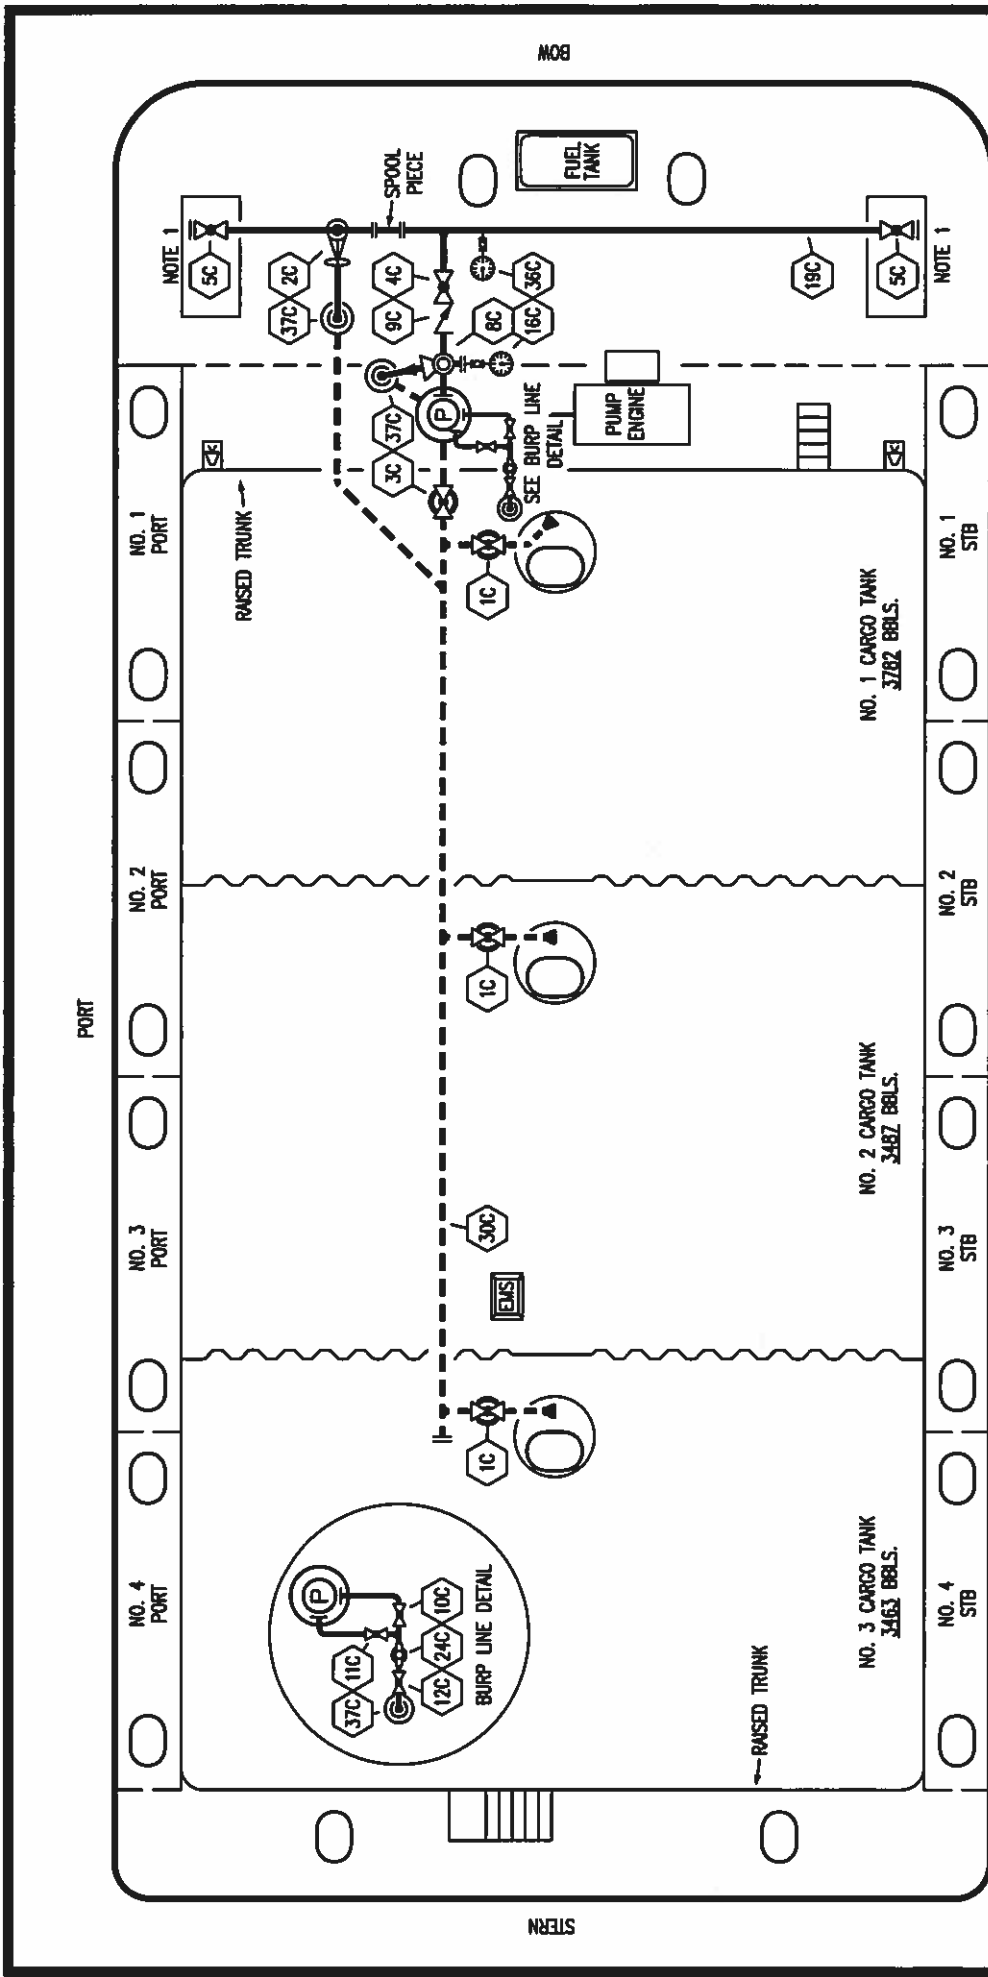 BOW
PORT
STERN
FUEL
TANK
SPOOL
PIECE
NOTE 1
5C
2C
37C
4C
9C
36C
8C
16C
19C
5C
NOTE 1
37C
3C
P
SEE BURP LINE
DETAIL
PUMP
ENGINE
RAISED TRUNK
1C
NO. 1
PORT
NO. 1
STB
NO. 1 CARGO TANK
3782 BBLS.
NO. 2
PORT
NO. 2
STB
1C
NO. 2 CARGO TANK
3487 BBLS.
NO. 3
PORT
NO. 3
STB
30C
EMS
1C
NO. 4
PORT
NO. 4
STB
NO. 3 CARGO TANK
3463 BBLS.
P
11C
37C
10C
24C
12C
BURP LINE DETAIL
RAISED TRUNK